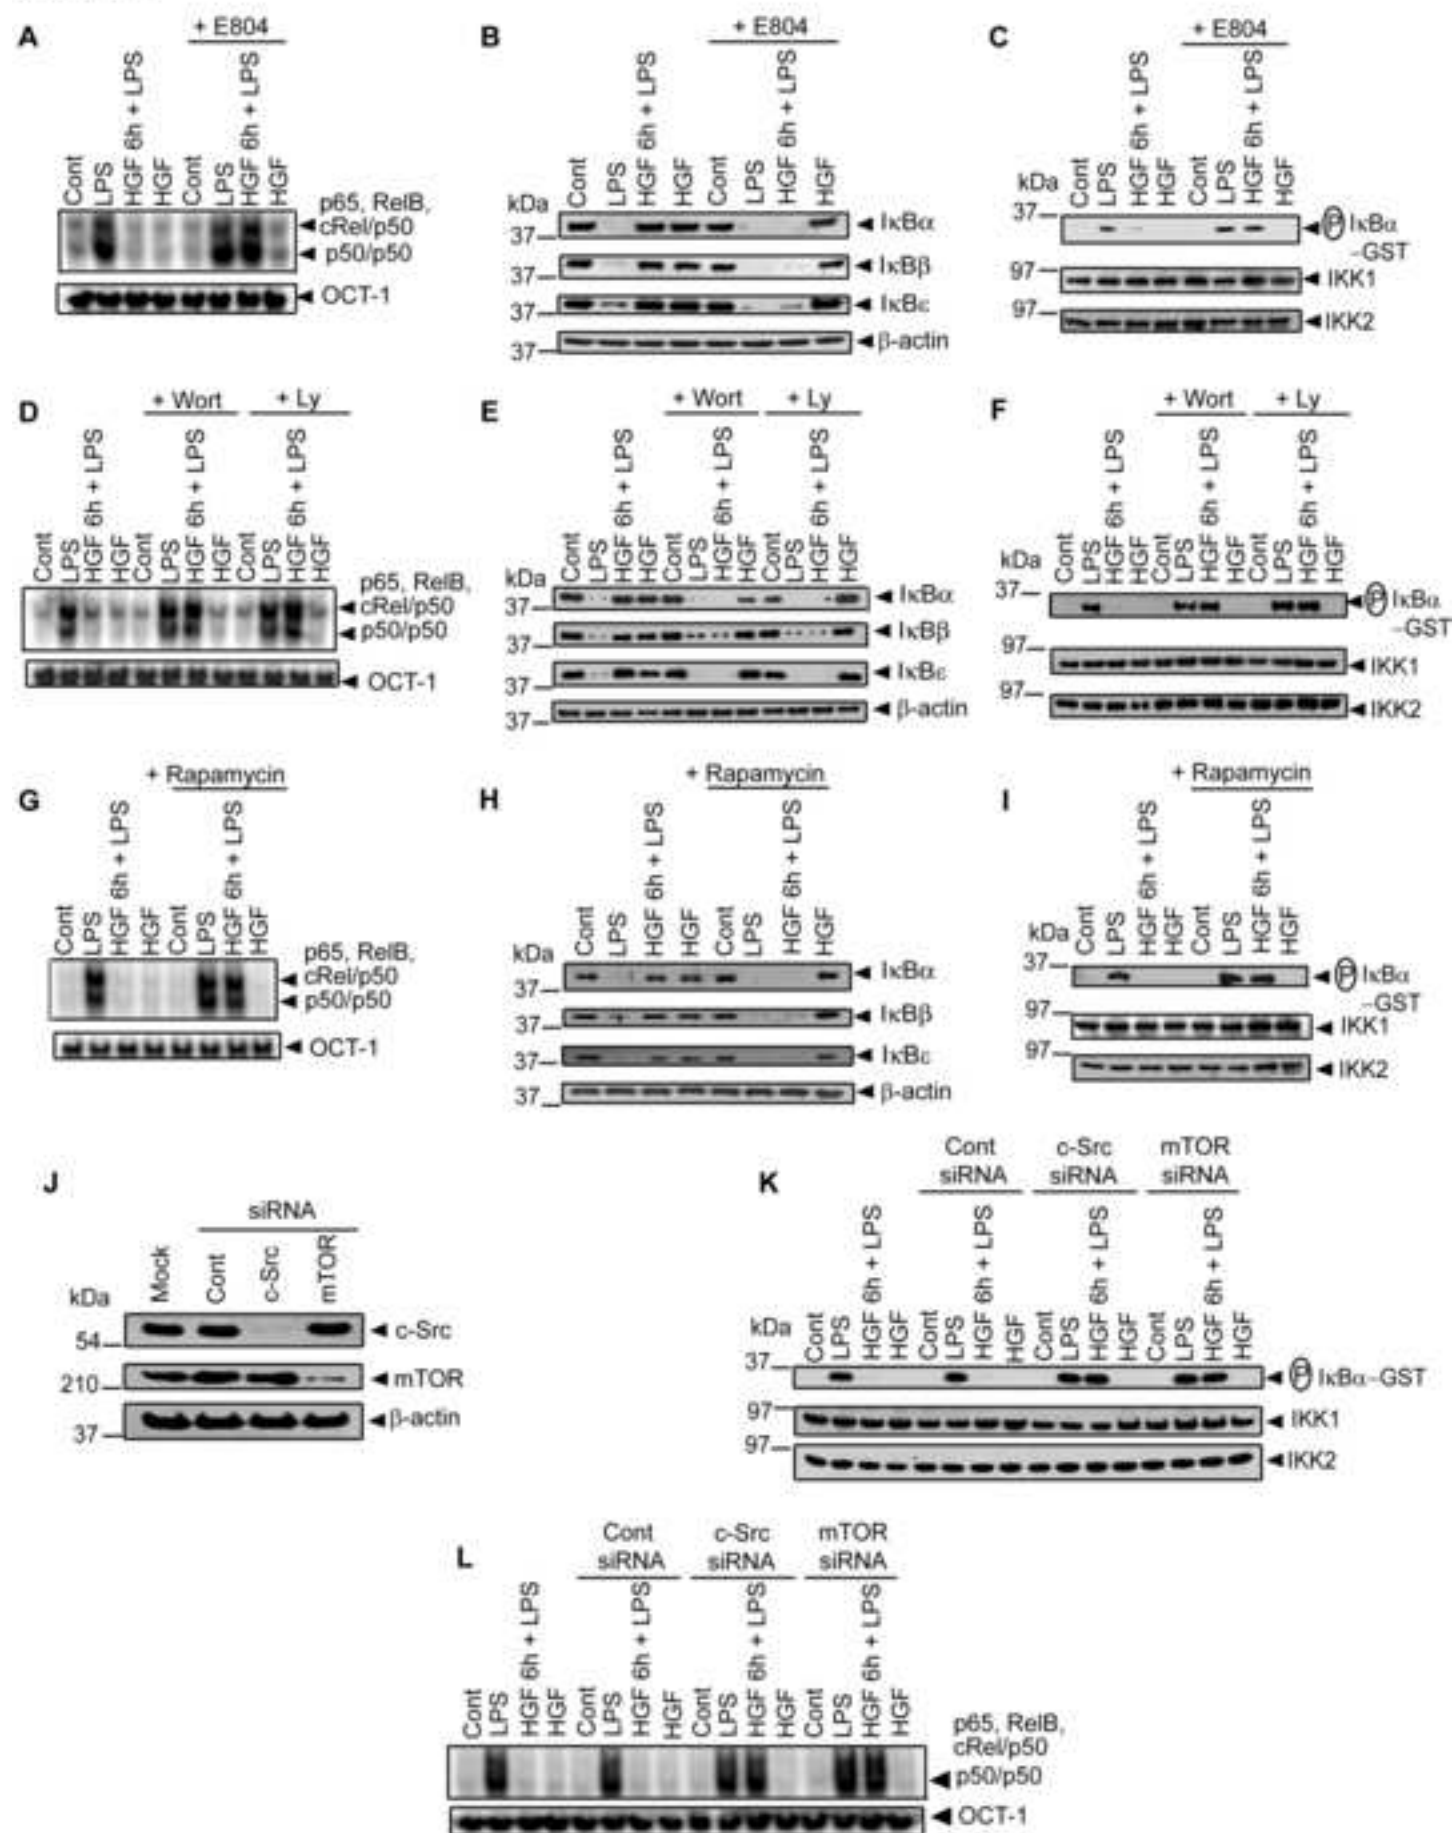 A
+ E804
Cont
LPS
HGF 6h + LPS
HGF
Cont
LPS
HGF 6h + LPS
HGF
p65, RelB,
cRel/p50
p50/p50
OCT-1
B
+ E804
Cont
LPS
HGF 6h + LPS
HGF
Cont
LPS
HGF 6h + LPS
HGF
kDa
37
IκBα
37
IκBβ
37
IκBε
37
β-actin
C
+ E804
Cont
LPS
HGF 6h + LPS
HGF
Cont
LPS
HGF 6h + LPS
HGF
kDa
37
P IκBα
-GST
97
IKK1
97
IKK2
D
+ Wort
+ Ly
Cont
LPS
HGF 6h + LPS
HGF
Cont
LPS
HGF 6h + LPS
HGF
Cont
LPS
HGF 6h + LPS
HGF
p65, RelB,
cRel/p50
p50/p50
OCT-1
E
+ Wort
+ Ly
Cont
LPS
HGF 6h + LPS
HGF
Cont
LPS
HGF 6h + LPS
HGF
Cont
LPS
HGF 6h + LPS
HGF
kDa
37
IκBα
37
IκBβ
37
IκBε
37
β-actin
F
+ Wort
+ Ly
Cont
LPS
HGF 6h + LPS
HGF
Cont
LPS
HGF 6h + LPS
HGF
Cont
LPS
HGF 6h + LPS
HGF
kDa
37
P IκBα
-GST
97
IKK1
97
IKK2
G
+ Rapamycin
Cont
LPS
HGF 6h + LPS
HGF
Cont
LPS
HGF 6h + LPS
HGF
p65, RelB,
cRel/p50
p50/p50
OCT-1
H
+ Rapamycin
Cont
LPS
HGF 6h + LPS
HGF
Cont
LPS
HGF 6h + LPS
HGF
kDa
37
IκBα
37
IκBβ
37
IκBε
37
β-actin
I
+ Rapamycin
Cont
LPS
HGF 6h + LPS
HGF
Cont
LPS
HGF 6h + LPS
HGF
kDa
37
P IκBα
-GST
97
IKK1
97
IKK2
J
siRNA
Mock
Cont
c-Src
mTOR
kDa
54
c-Src
210
mTOR
37
β-actin
K
Cont
siRNA
c-Src
siRNA
mTOR
siRNA
Cont
LPS
HGF 6h + LPS
HGF
Cont
LPS
HGF 6h + LPS
HGF
Cont
LPS
HGF 6h + LPS
HGF
Cont
LPS
HGF 6h + LPS
HGF
kDa
37
P IκBα-GST
97
IKK1
97
IKK2
L
Cont
siRNA
c-Src
siRNA
mTOR
siRNA
Cont
LPS
HGF 6h + LPS
HGF
Cont
LPS
HGF 6h + LPS
HGF
Cont
LPS
HGF 6h + LPS
HGF
Cont
LPS
HGF 6h + LPS
HGF
p65, RelB,
cRel/p50
p50/p50
OCT-1